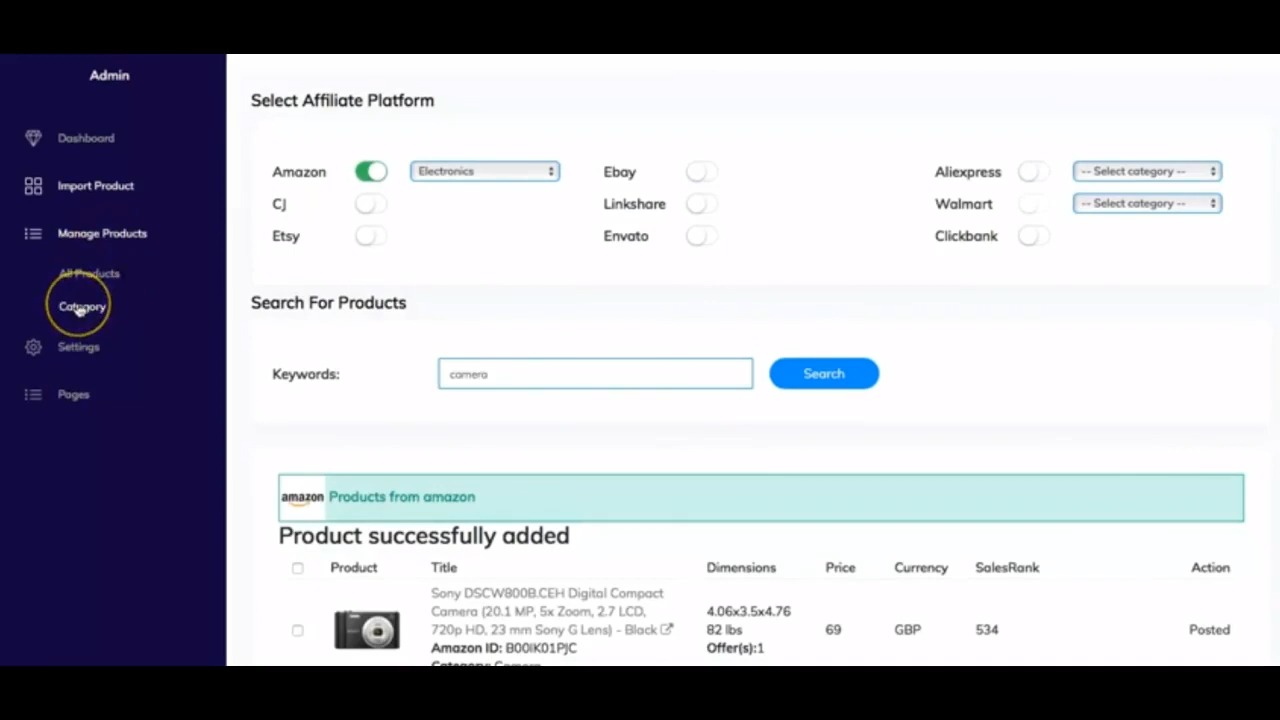 Admin
Dashboard
Import Product
Manage Products
All Products
Category
Settings
Pages
Select Affiliate Platform
Amazon Electronics Ebay Aliexpress -- Select category --
CJ Linkshare Walmart -- Select category --
Etsy Envato Clickbank
Search For Products
Keywords: camera Search
amazon Products from amazon
Product successfully added
Product Title Dimensions Price Currency SalesRank Action
Sony DSCW800B.CEH Digital Compact
Camera (20.1 MP, 5x Zoom, 2.7 LCD,
720p HD, 23 mm Sony G Lens) - Black
Amazon ID: B00IK01PJC
Category: Camera
4.06x3.5x4.76
82 lbs
Offer(s):1
69
GBP
534
Posted